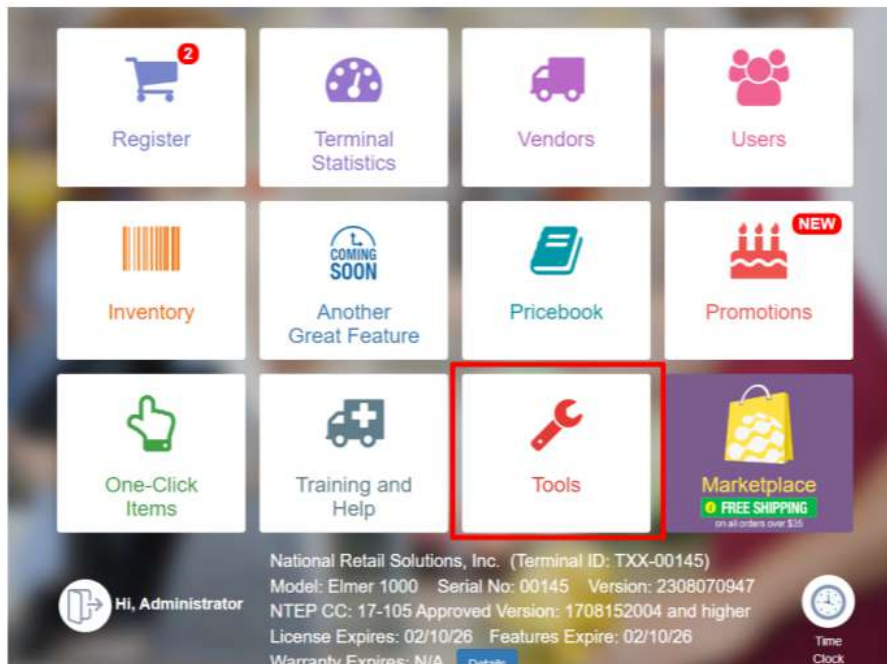 2
Register
Terminal
Statistics
Vendors
Users
Inventory
COMING
SOON
Another
Great Feature
Pricebook
NEW
Promotions
One-Click
Items
Training and
Help
Tools
Marketplace
FREE SHIPPING
on all orders over $35
Hi, Administrator
National Retail Solutions, Inc. (Terminal ID: TXX-00145)
Model: Elmer 1000 Serial No: 00145 Version: 2308070947
NTEP CC: 17-105 Approved Version: 1708152004 and higher
License Expires: 02/10/26 Features Expire: 02/10/26
Warranty Expires: N/A Details
Time
Clock